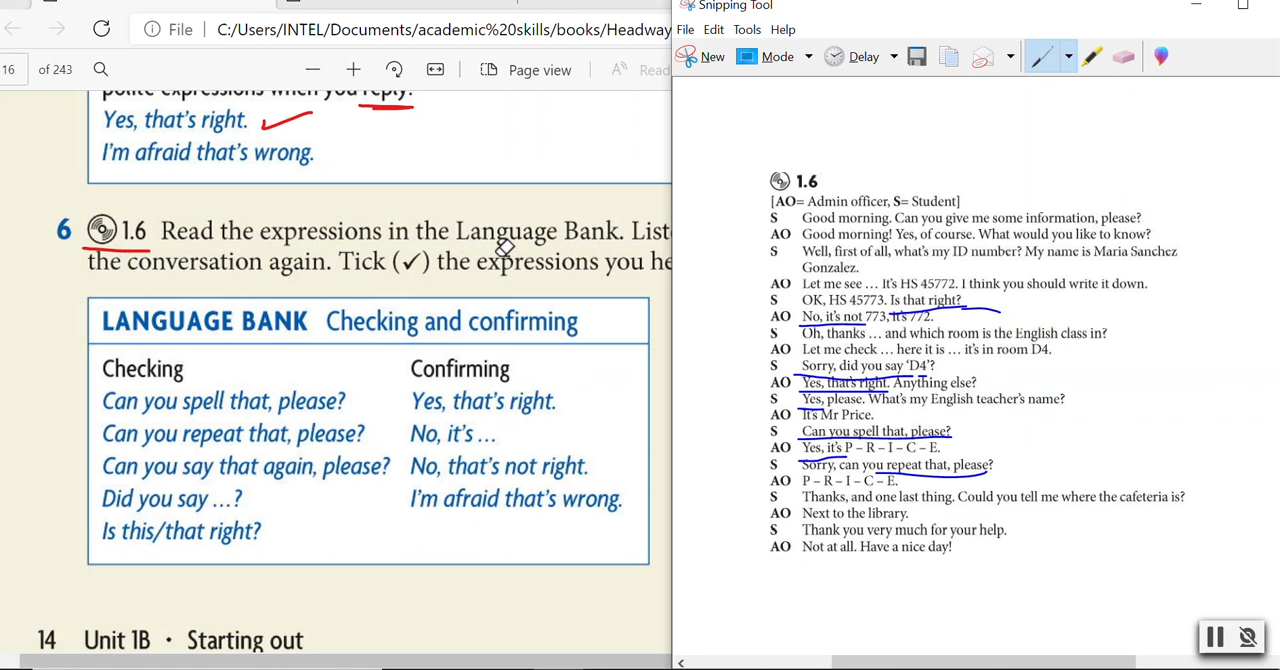 Snipping Tool
File C:/Users/INTEL/Documents/academic%20skills/books/Headway
File Edit Tools Help
16 of 243 Page view Read
New Mode Delay
polite expressions when you reply.
Yes, that's right.
I'm afraid that's wrong.
6 1.6 Read the expressions in the Language Bank. List
the conversation again. Tick (✓) the expressions you he
LANGUAGE BANK Checking and confirming
Checking
Can you spell that, please?
Can you repeat that, please?
Can you say that again, please?
Did you say ...?
Is this/that right?
Confirming
Yes, that's right.
No, it's ...
No, that's not right.
I'm afraid that's wrong.
14 Unit 1B • Starting out
1.6
[AO= Admin officer, S= Student]
S Good morning. Can you give me some information, please?
AO Good morning! Yes, of course. What would you like to know?
S Well, first of all, what's my ID number? My name is Maria Sanchez
Gonzalez.
AO Let me see ... It's HS 45772. I think you should write it down.
S OK, HS 45773. Is that right?
AO No, it's not 773, it's 772.
S Oh, thanks ... and which room is the English class in?
AO Let me check ... here it is ... it's in room D4.
S Sorry, did you say 'D4'?
AO Yes, that's right. Anything else?
S Yes, please. What's my English teacher's name?
AO It's Mr Price.
S Can you spell that, please?
AO Yes, it's P – R – I – C – E.
S Sorry, can you repeat that, please?
AO P – R – I – C – E.
S Thanks, and one last thing. Could you tell me where the cafeteria is?
AO Next to the library.
S Thank you very much for your help.
AO Not at all. Have a nice day!